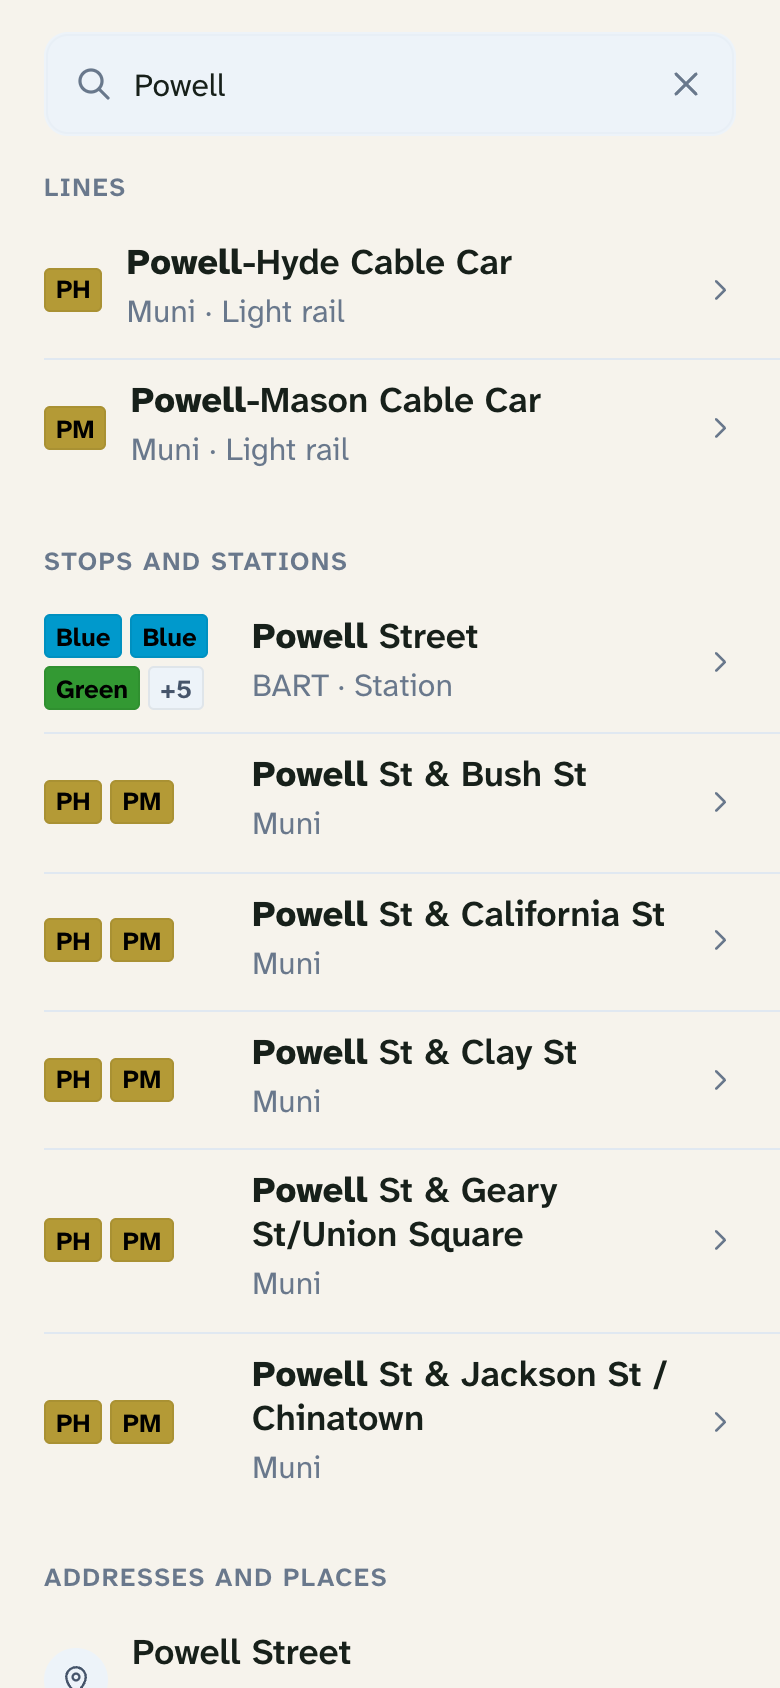 Powell
LINES
PH
Powell-Hyde Cable Car
Muni · Light rail
PM
Powell-Mason Cable Car
Muni · Light rail
STOPS AND STATIONS
Blue Blue
Green +5
Powell Street
BART · Station
PH PM
Powell St & Bush St
Muni
PH PM
Powell St & California St
Muni
PH PM
Powell St & Clay St
Muni
PH PM
Powell St & Geary
St/Union Square
Muni
PH PM
Powell St & Jackson St /
Chinatown
Muni
ADDRESSES AND PLACES
Powell Street